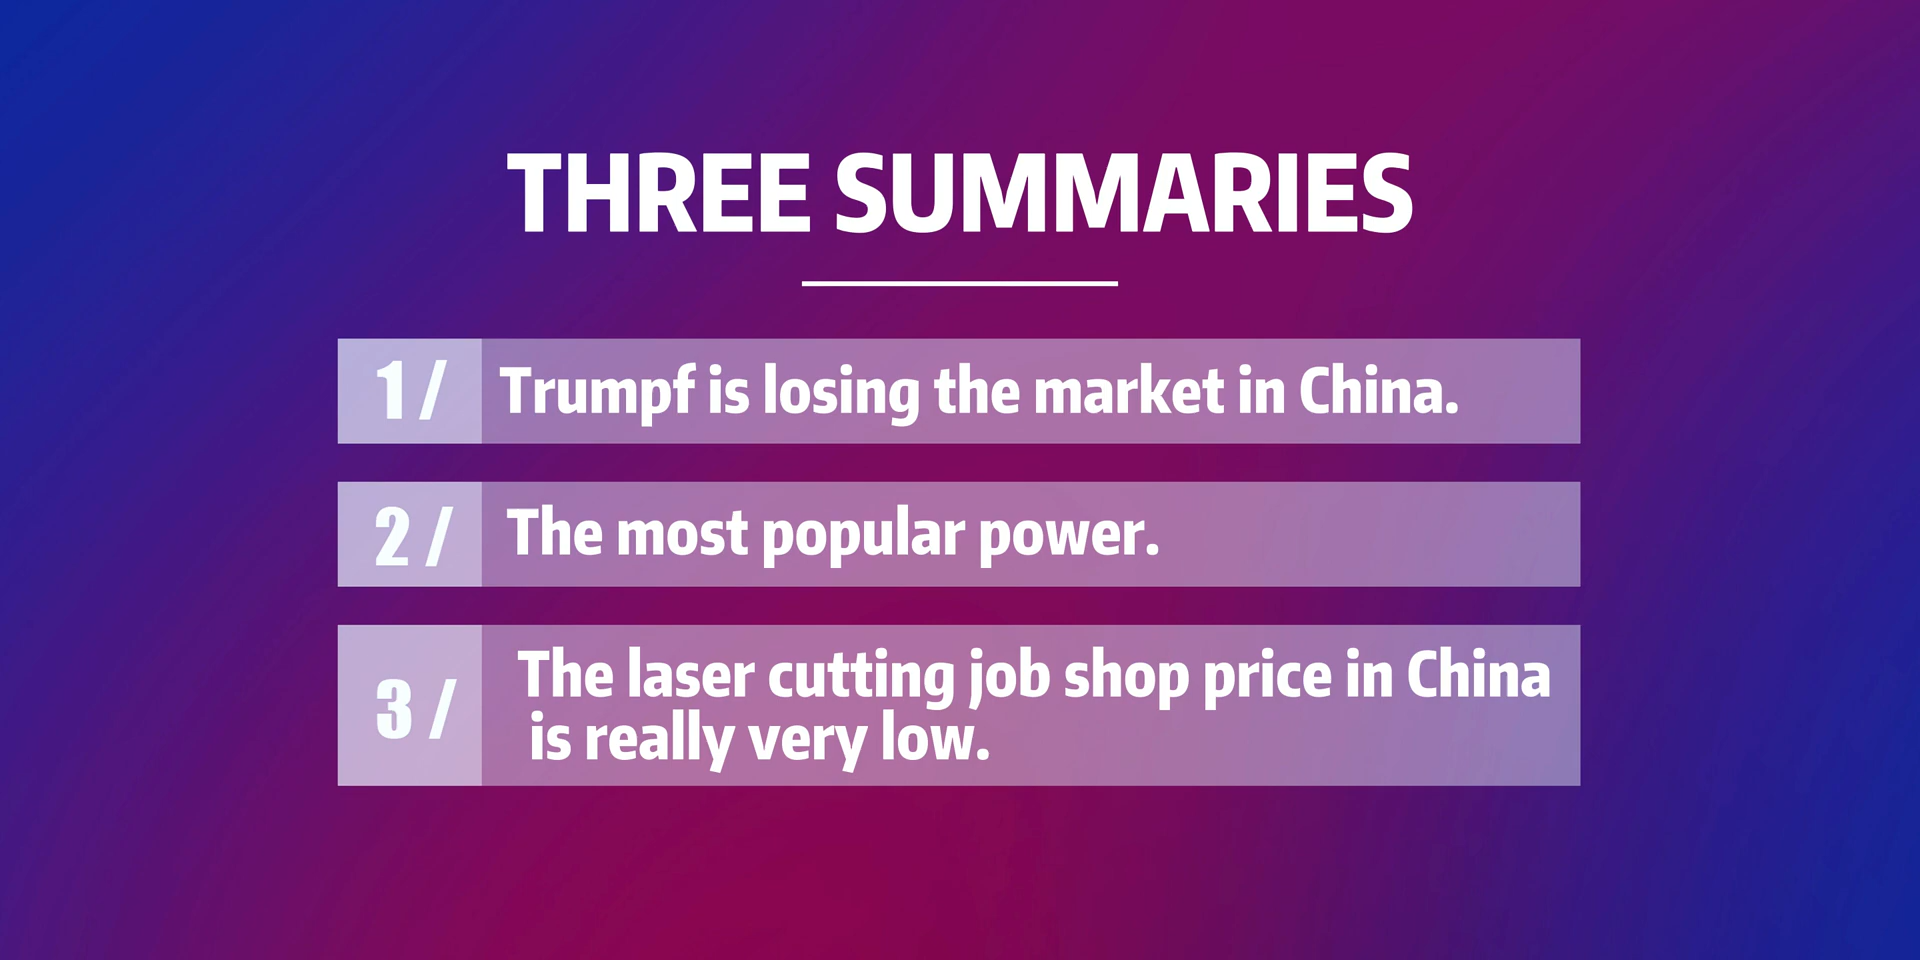 THREE SUMMARIES
1 / Trumpf is losing the market in China.
2 / The most popular power.
3 / The laser cutting job shop price in China
is really very low.